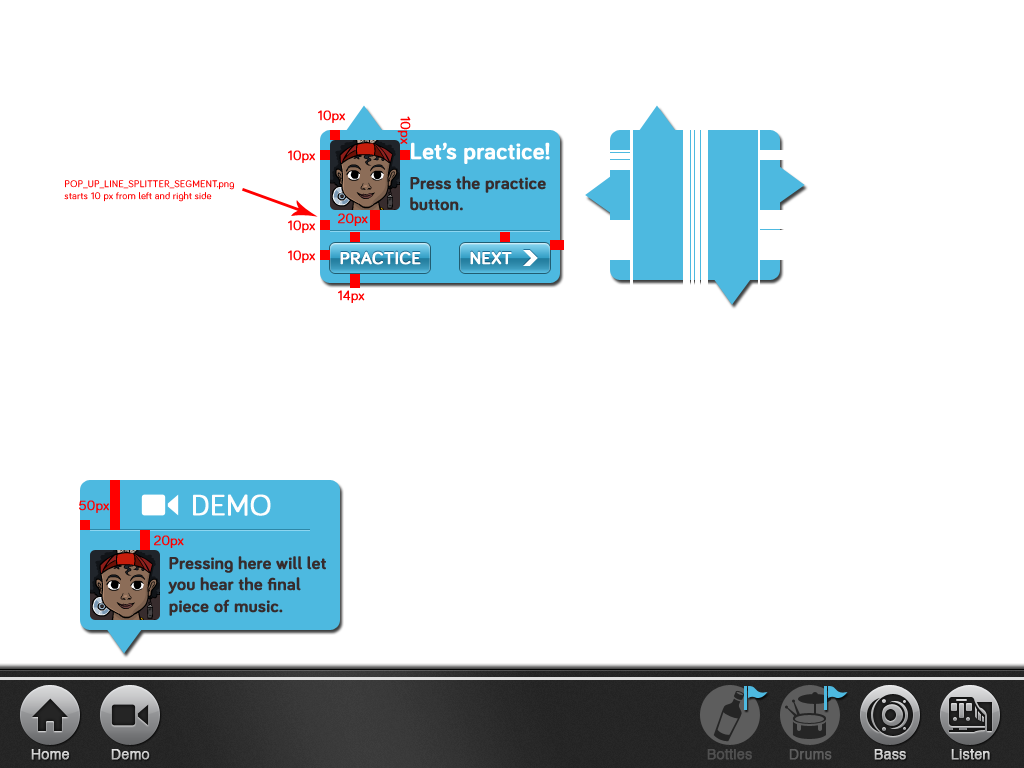 10px
10px
10px
Let's practice!
POP_UP_LINE_SPLITTER_SEGMENT.png
starts 10 px from left and right side
Press the practice
button.
20px
10px
10px
PRACTICE
NEXT
14px
50px
DEMO
20px
Pressing here will let
you hear the final
piece of music.
Home
Demo
Bottles
Drums
Bass
Listen